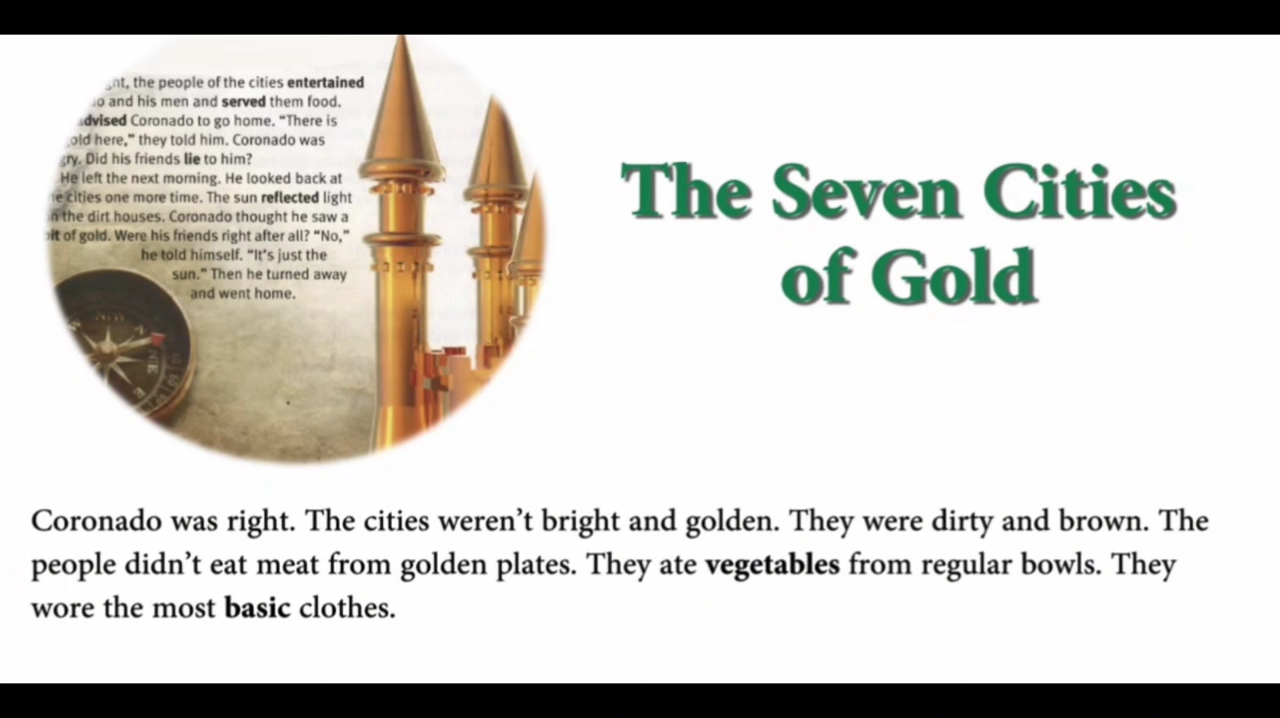 the people of the cities entertained
and his men and served them food.
Coronado to go home. "There is
here," they told him. Coronado was
Did his friends lie to him?
He left the next morning. He looked back at
cities one more time. The sun reflected light
the dirt houses. Coronado thought he saw a
of gold. Were his friends right after all? "No,"
he told himself. "It's just the
sun." Then he turned away
and went home.
The Seven Cities
of Gold
Coronado was right. The cities weren't bright and golden. They were dirty and brown. The
people didn't eat meat from golden plates. They ate vegetables from regular bowls. They
wore the most basic clothes.